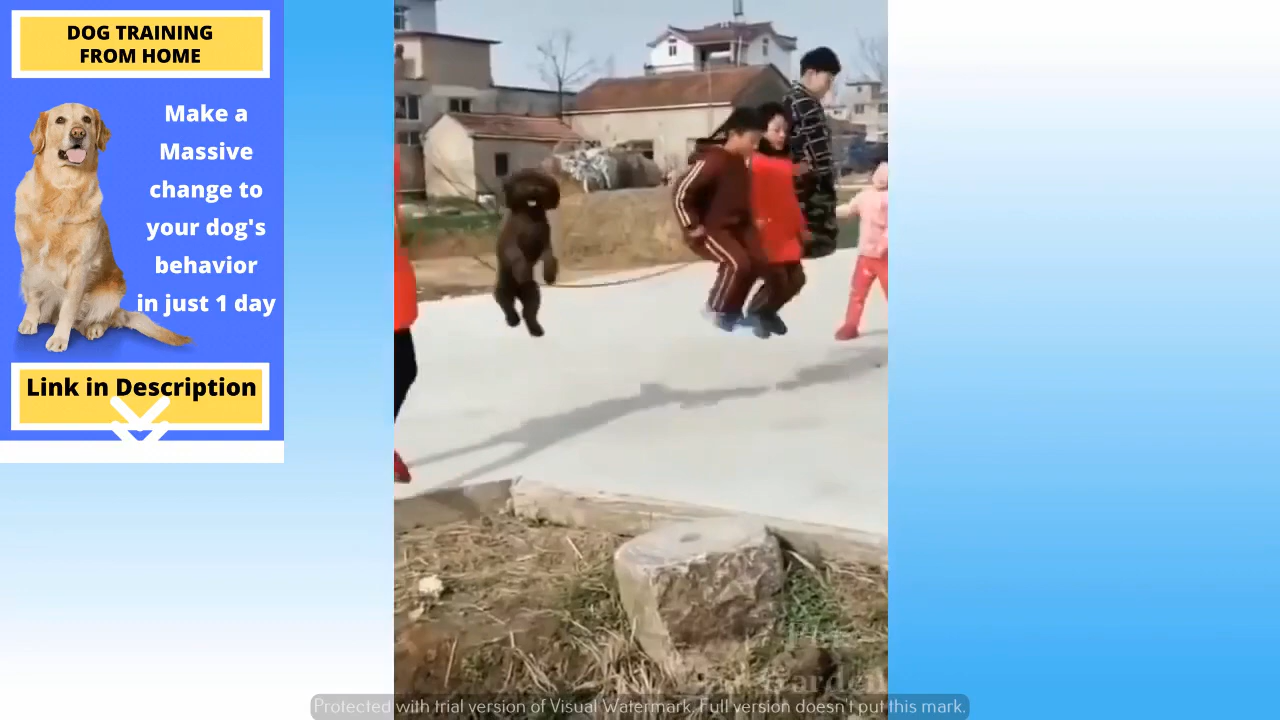 DOG TRAINING
FROM HOME
Make a
Massive
change to
your dog's
behavior
in just 1 day
Link in Description
Garden
Protected with trial version of Visual Watermark. Full version doesn't put this mark.